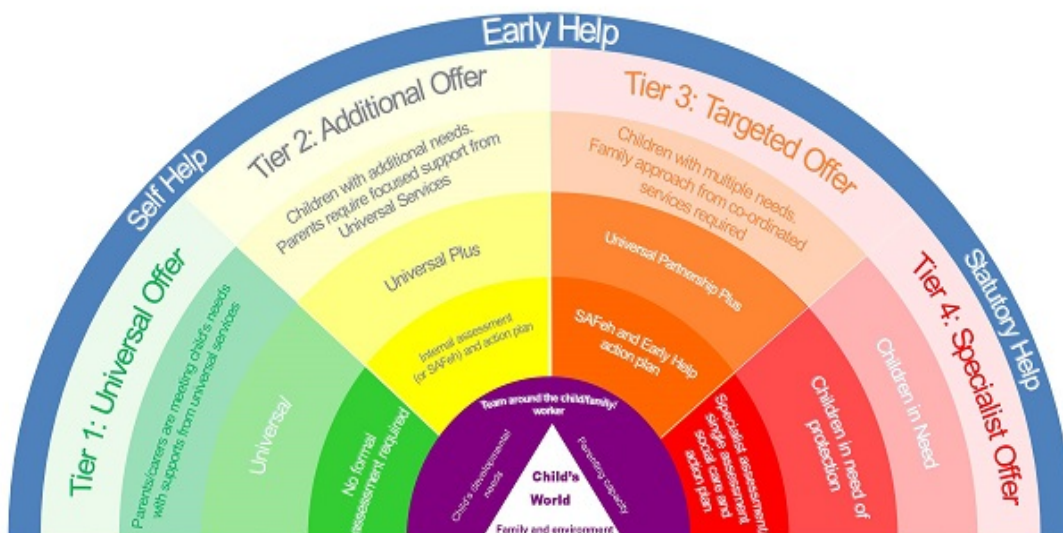 Early Help
Self Help
Statutory Help
Tier 1: Universal Offer
Parents/carers are meeting child's needs
with supports from universal services
Universal
No formal
assessment required
Tier 2: Additional Offer
Children with additional needs.
Parents require focused support from
Universal Services
Universal Plus
Internal assessment
(or SAFeh) and action plan
Tier 3: Targeted Offer
Children with multiple needs.
Family approach from co-ordinated
services required
Universal Partnership Plus
SAFeh and Early Help
action plan
Tier 4: Specialist Offer
Children in Need
Children in need of
protection
Specialist assessment/
single assessment
social care and
action plan
Team around the child/family/
worker
Child's developmental
needs
Parenting capacity
Child's
World
Family and environment